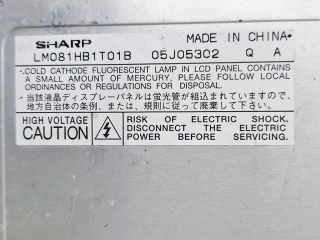 SHARP MADE IN CHINA•
LM081HB1T01B 05J05302 Q A
•COLD CATHODE FLUORESCENT LAMP IN LCD PANEL CONTAINS
A SMALL AMOUNT OF MERCURY, PLEASE FOLLOW LOCAL
ORDINANCES OR REGULATIONS FOR DISPOSAL.
•当該液晶ディスプレーパネルは蛍光管が組込まれていますので、
地方自治体の条例、または、規則に従って廃棄して下さい。
HIGH VOLTAGE
CAUTION
RISK OF ELECTRIC SHOCK.
DISCONNECT THE ELECTRIC
POWER BEFORE SERVICING.